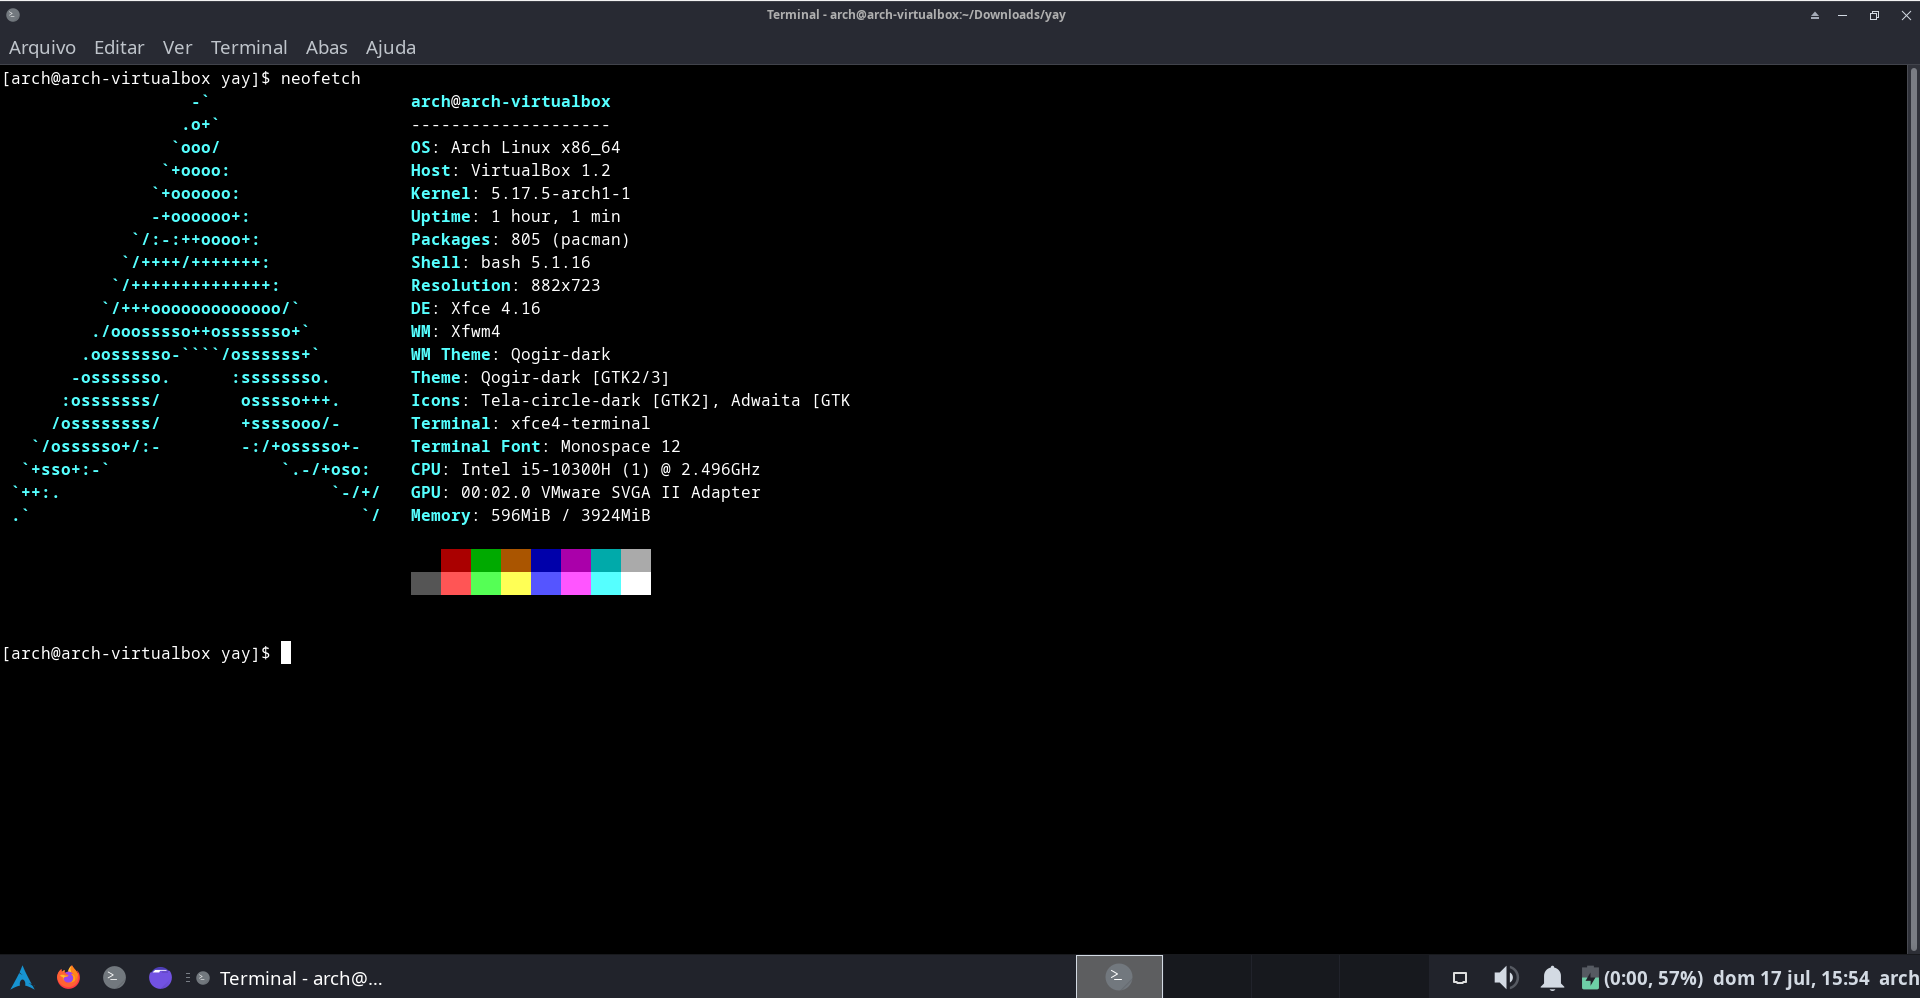 Terminal - arch@arch-virtualbox:~/Downloads/yay
Arquivo Editar Ver Terminal Abas Ajuda
[arch@arch-virtualbox yay]$ neofetch
                   -`                    arch@arch-virtualbox
                  .o+`                   --------------------
                 `ooo/                   OS: Arch Linux x86_64
                `+oooo:                  Host: VirtualBox 1.2
               `+oooooo:                 Kernel: 5.17.5-arch1-1
               -+oooooo+:                Uptime: 1 hour, 1 min
             `/:-:++oooo+:               Packages: 805 (pacman)
            `/++++/+++++++:              Shell: bash 5.1.16
           `/++++++++++++++:             Resolution: 882x723
          `/+++ooooooooooooo/`           DE: Xfce 4.16
         ./ooosssso++osssssso+`          WM: Xfwm4
        .oossssso-````/ossssss+`         WM Theme: Qogir-dark
       -osssssso.      :ssssssso.        Theme: Qogir-dark [GTK2/3]
      :osssssss/        osssso+++.       Icons: Tela-circle-dark [GTK2], Adwaita [GTK
     /ossssssss/        +ssssooo/-       Terminal: xfce4-terminal
   `/ossssso+/:-        -:/+osssso+-     Terminal Font: Monospace 12
  `+sso+:-`                 `.-/+oso:    CPU: Intel i5-10300H (1) @ 2.496GHz
 `++:.                           `-/+/   GPU: 00:02.0 VMware SVGA II Adapter
 .`                                 `/   Memory: 596MiB / 3924MiB
[arch@arch-virtualbox yay]$
Terminal - arch@... (0:00, 57%) dom 17 jul, 15:54 arch